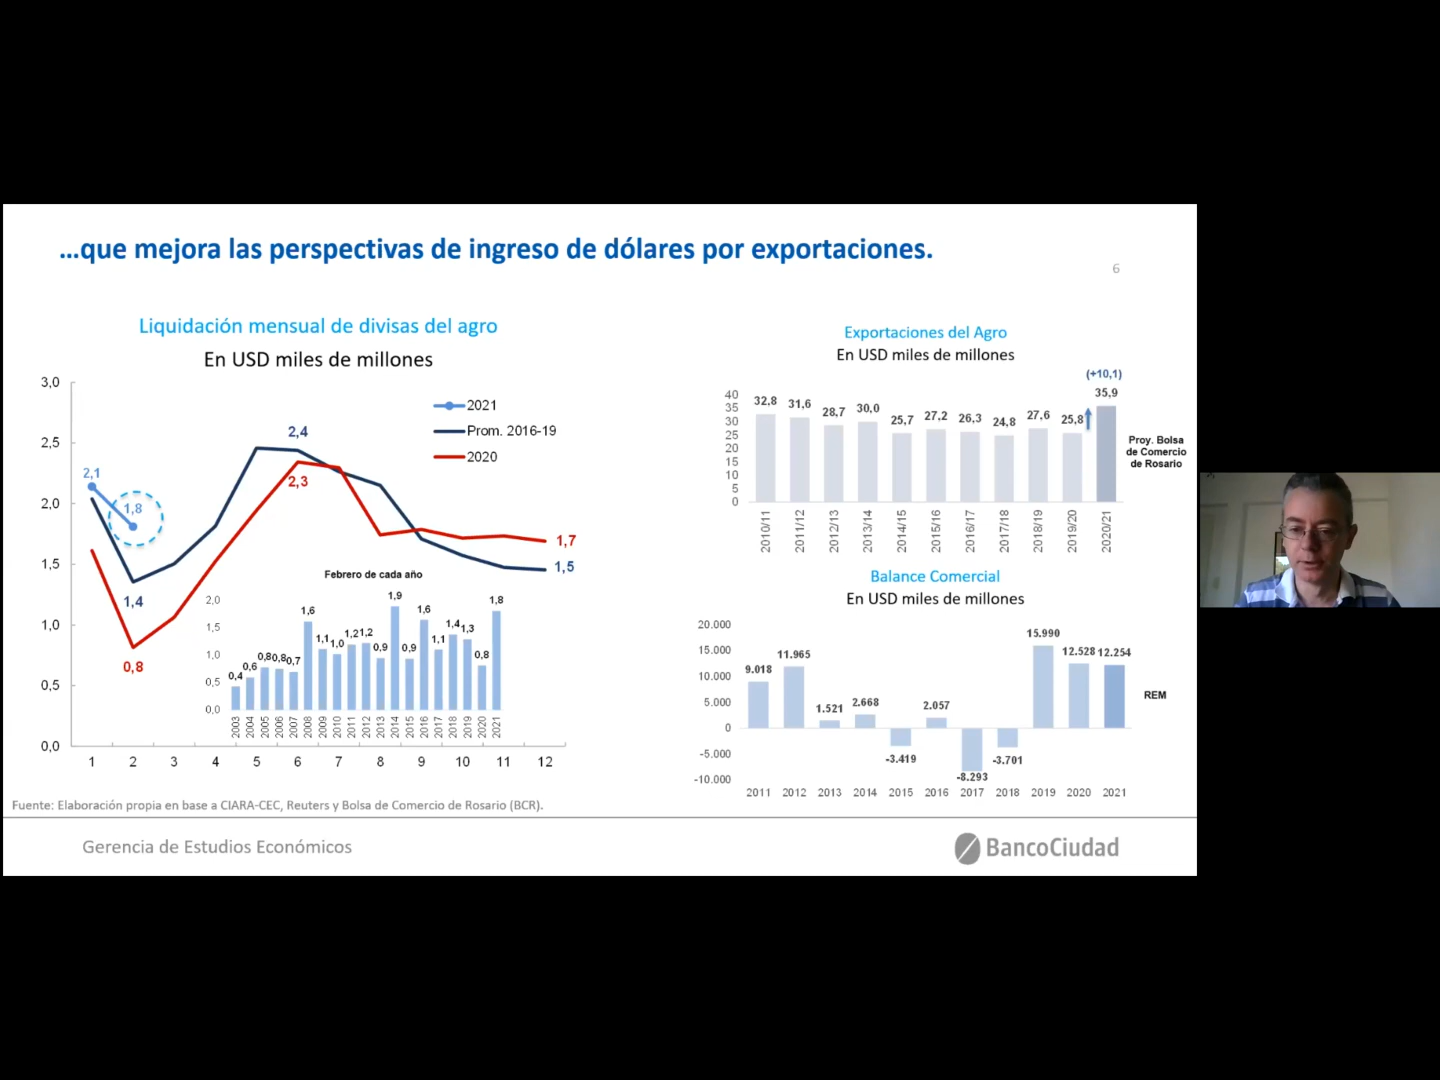 …que mejora las perspectivas de ingreso de dólares por exportaciones.
6
Liquidación mensual de divisas del agro
En USD miles de millones
3,0
2,5
2,0
1,5
1,0
0,5
0,0
2021
Prom. 2016-19
2020
2,1
1,8
1,4
0,8
2,4
2,3
1,7
1,5
1 2 3 4 5 6 7 8 9 10 11 12
Febrero de cada año
2,0
1,5
1,0
0,5
0,0
0,4 0,6 0,8 0,8 0,7 1,6 1,1 1,0 1,2 1,2 0,9 1,9 0,9 1,6 1,1 1,4 1,3 0,8 1,8
2003 2004 2005 2006 2007 2008 2009 2010 2011 2012 2013 2014 2015 2016 2017 2018 2019 2020 2021
Exportaciones del Agro
En USD miles de millones
(+10,1)
40
35
30
25
20
15
10
5
0
32,8 31,6 28,7 30,0 25,7 27,2 26,3 24,8 27,6 25,8 35,9
2010/11 2011/12 2012/13 2013/14 2014/15 2015/16 2016/17 2017/18 2018/19 2019/20 2020/21
Proy. Bolsa
de Comercio
de Rosario
Balance Comercial
En USD miles de millones
20.000
15.000
10.000
5.000
0
-5.000
-10.000
9.018 11.965 1.521 2.668 -3.419 2.057 -8.293 -3.701 15.990 12.528 12.254
2011 2012 2013 2014 2015 2016 2017 2018 2019 2020 2021
REM
Fuente: Elaboración propia en base a CIARA-CEC, Reuters y Bolsa de Comercio de Rosario (BCR).
Gerencia de Estudios Económicos
BancoCiudad